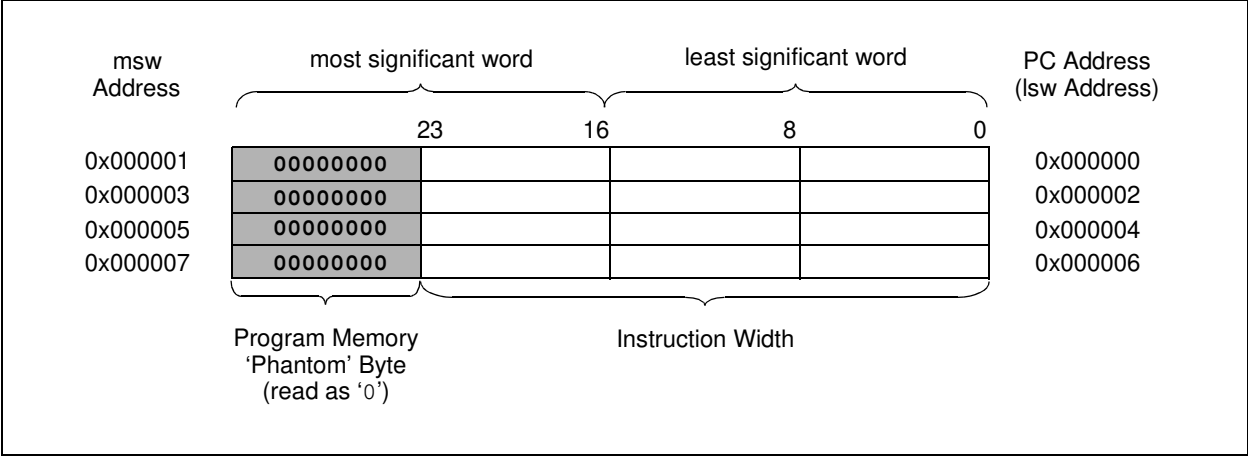 msw
Address
most significant word
least significant word
PC Address
(lsw Address)
23 16 8 0
0x000001 00000000 0x000000
0x000003 00000000 0x000002
0x000005 00000000 0x000004
0x000007 00000000 0x000006
Program Memory
‘Phantom’ Byte
(read as ‘0’)
Instruction Width